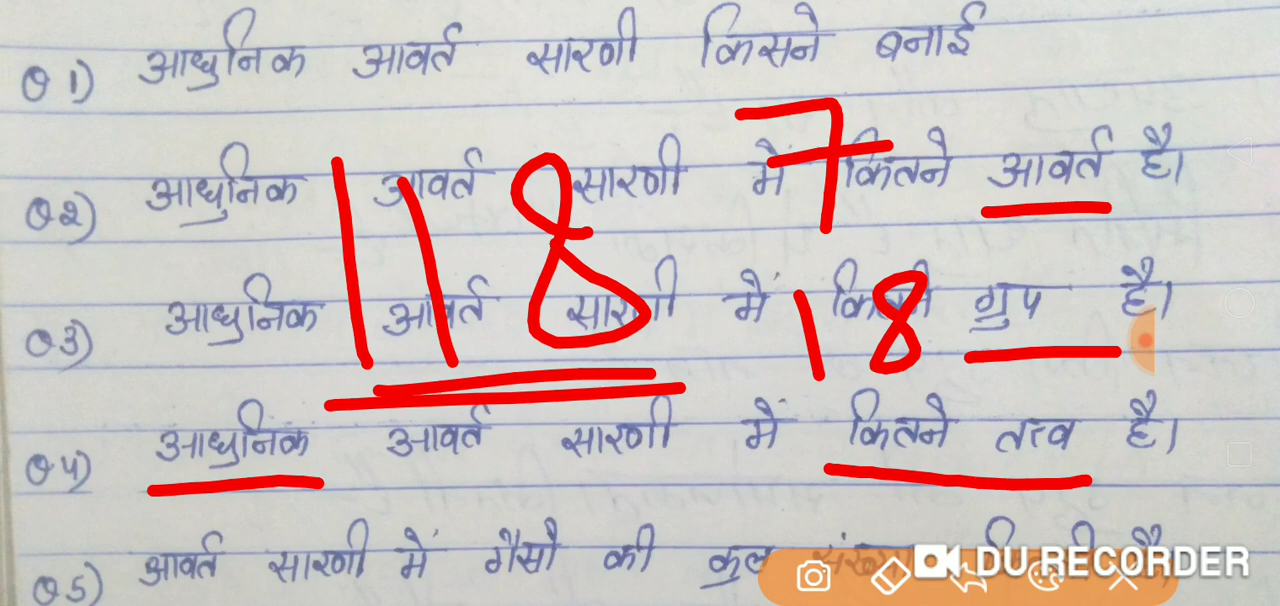 Q1) आधुनिक आवर्त सारणी किसने बनाई
7
Q2) आधुनिक आवर्त सारणी में कितने आवर्त है।
118
Q3) आधुनिक आवर्त सारणी में कितने ग्रुप है।
18
Q4) आधुनिक आवर्त सारणी में कितने तत्व है।
Q5) आवर्त सारणी में गैसो की कुल संख्या है।
DU RECORDER